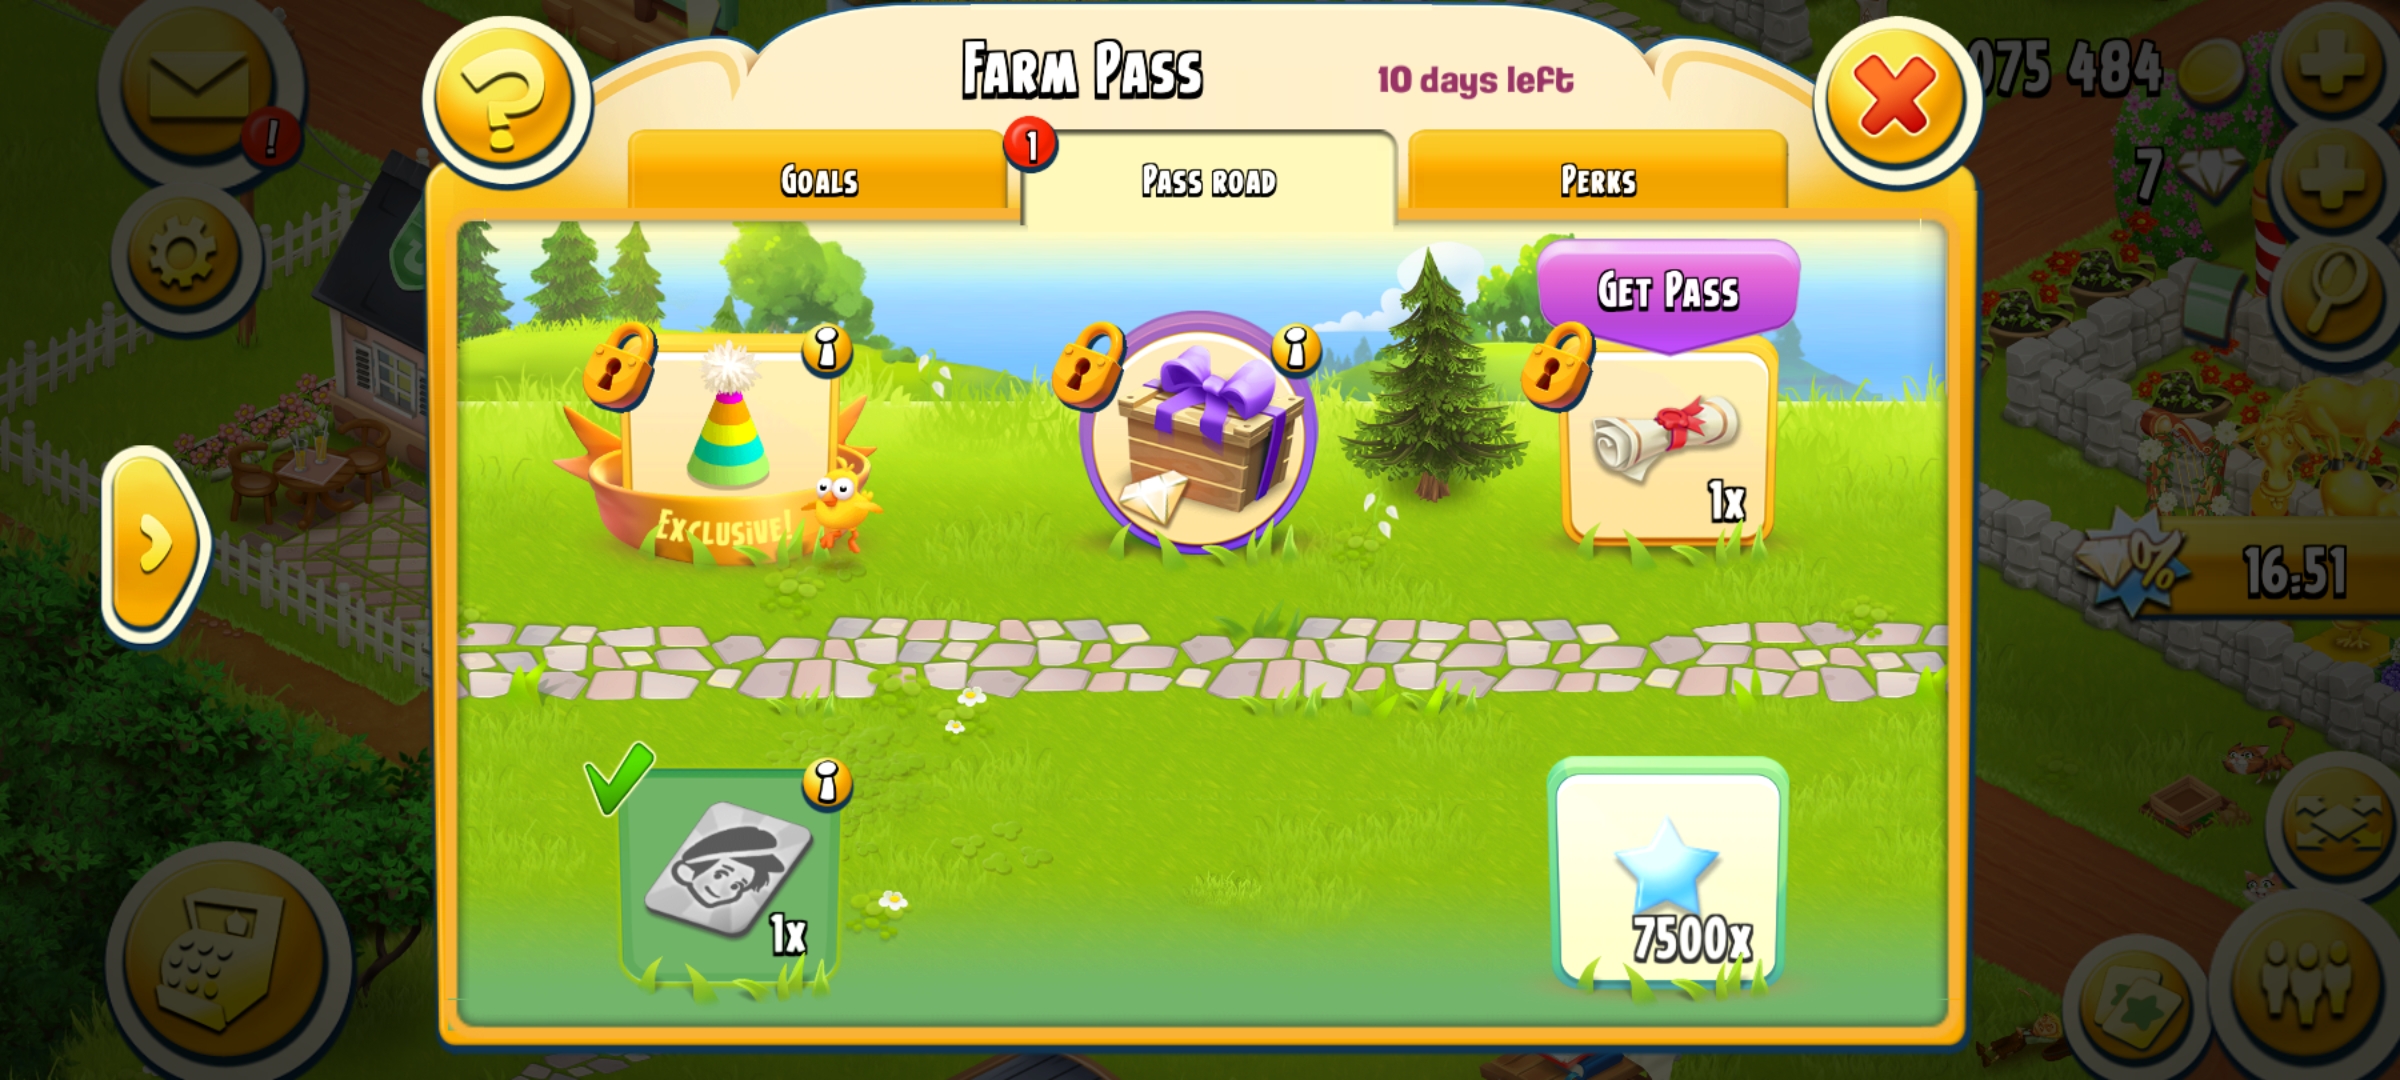 FARM PASS
10 days left
075 484
!
1
GOALS
PASS ROAD
PERKS
7
GET PASS
EXCLUSIVE!
1x
%
16:51
1x
7500x